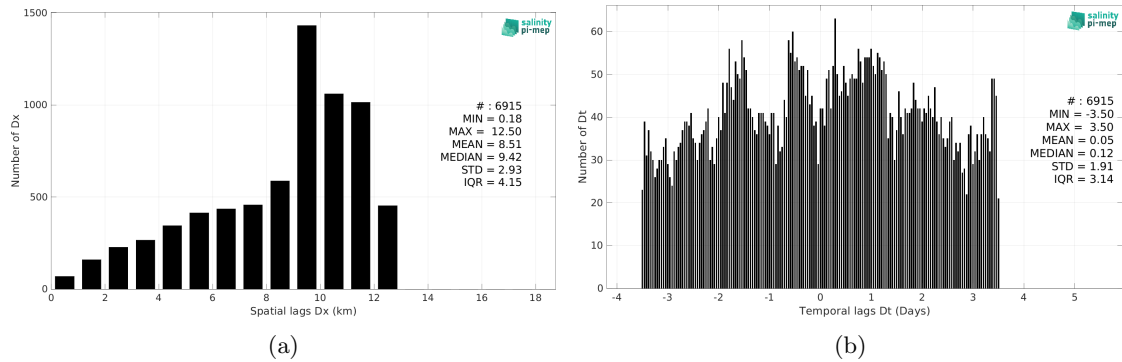 1500
1000
500
0
Number of Dx
0 2 4 6 8 10 12 14 16 18
Spatial lags Dx (km)
salinity
pi-mep
# : 6915
MIN = 0.18
MAX = 12.50
MEAN = 8.51
MEDIAN = 9.42
STD = 2.93
IQR = 4.15
(a)
60
50
40
30
20
10
0
Number of Dt
-4 -3 -2 -1 0 1 2 3 4 5
Temporal lags Dt (Days)
salinity
pi-mep
# : 6915
MIN = -3.50
MAX = 3.50
MEAN = 0.05
MEDIAN = 0.12
STD = 1.91
IQR = 3.14
(b)